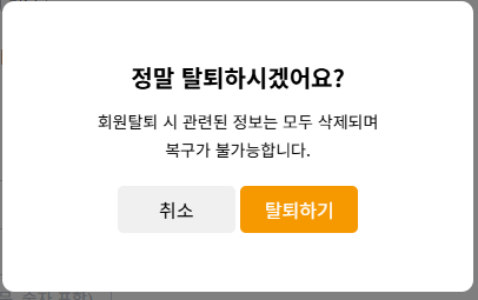 정말 탈퇴하시겠어요?
회원탈퇴 시 관련된 정보는 모두 삭제되며
복구가 불가능합니다.
취소
탈퇴하기